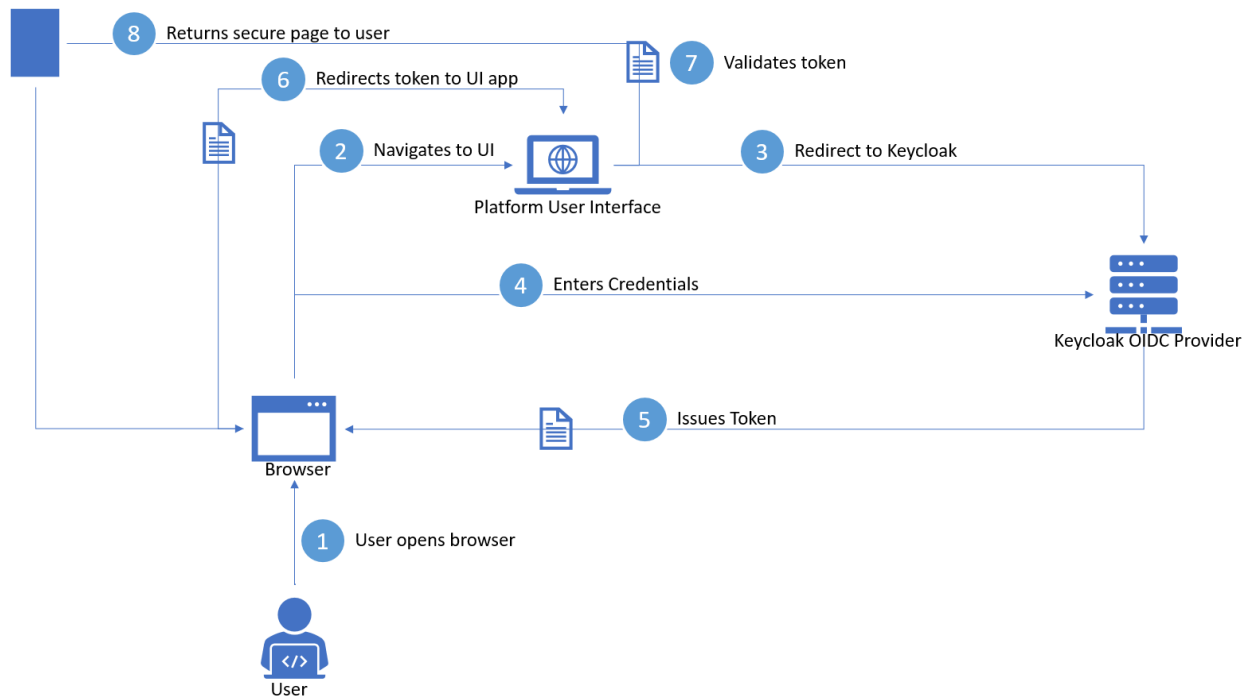 8 Returns secure page to user
7 Validates token
6 Redirects token to UI app
2 Navigates to UI
3 Redirect to Keycloak
Platform User Interface
4 Enters Credentials
Keycloak OIDC Provider
5 Issues Token
Browser
1 User opens browser
</>
User